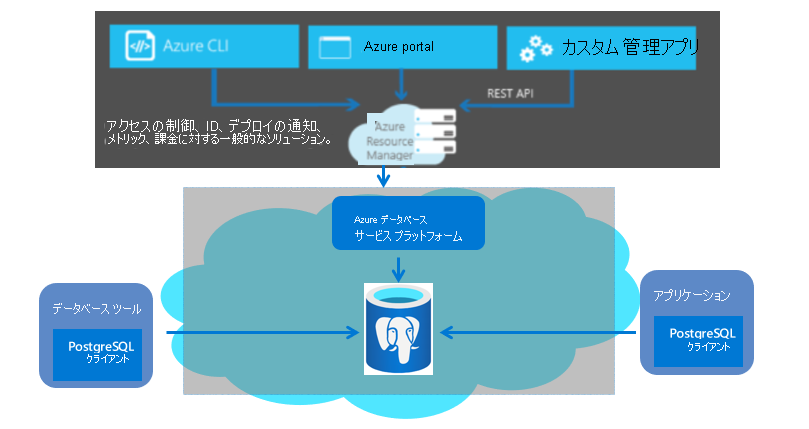 Azure CLI
Azure portal
カスタム 管理アプリ
REST API
アクセスの制御、ID、デプロイの通知、
メトリック、課金に対する一般的なソリューション。
Azure
Resource
Manager
Azure データベース
サービス プラットフォーム
データベース ツール
PostgreSQL
クライアント
アプリケーション
PostgreSQL
クライアント